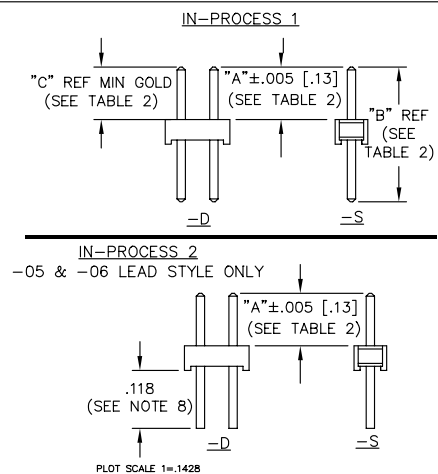 IN-PROCESS 1
"C" REF MIN GOLD
(SEE TABLE 2)
"A"±.005 [.13]
(SEE TABLE 2)
"B" REF
(SEE
TABLE 2)
-D
-S
IN-PROCESS 2
-05 & -06 LEAD STYLE ONLY
"A"±.005 [.13]
(SEE TABLE 2)
.118
(SEE NOTE 8)
-D
-S
PLOT SCALE 1=.1428